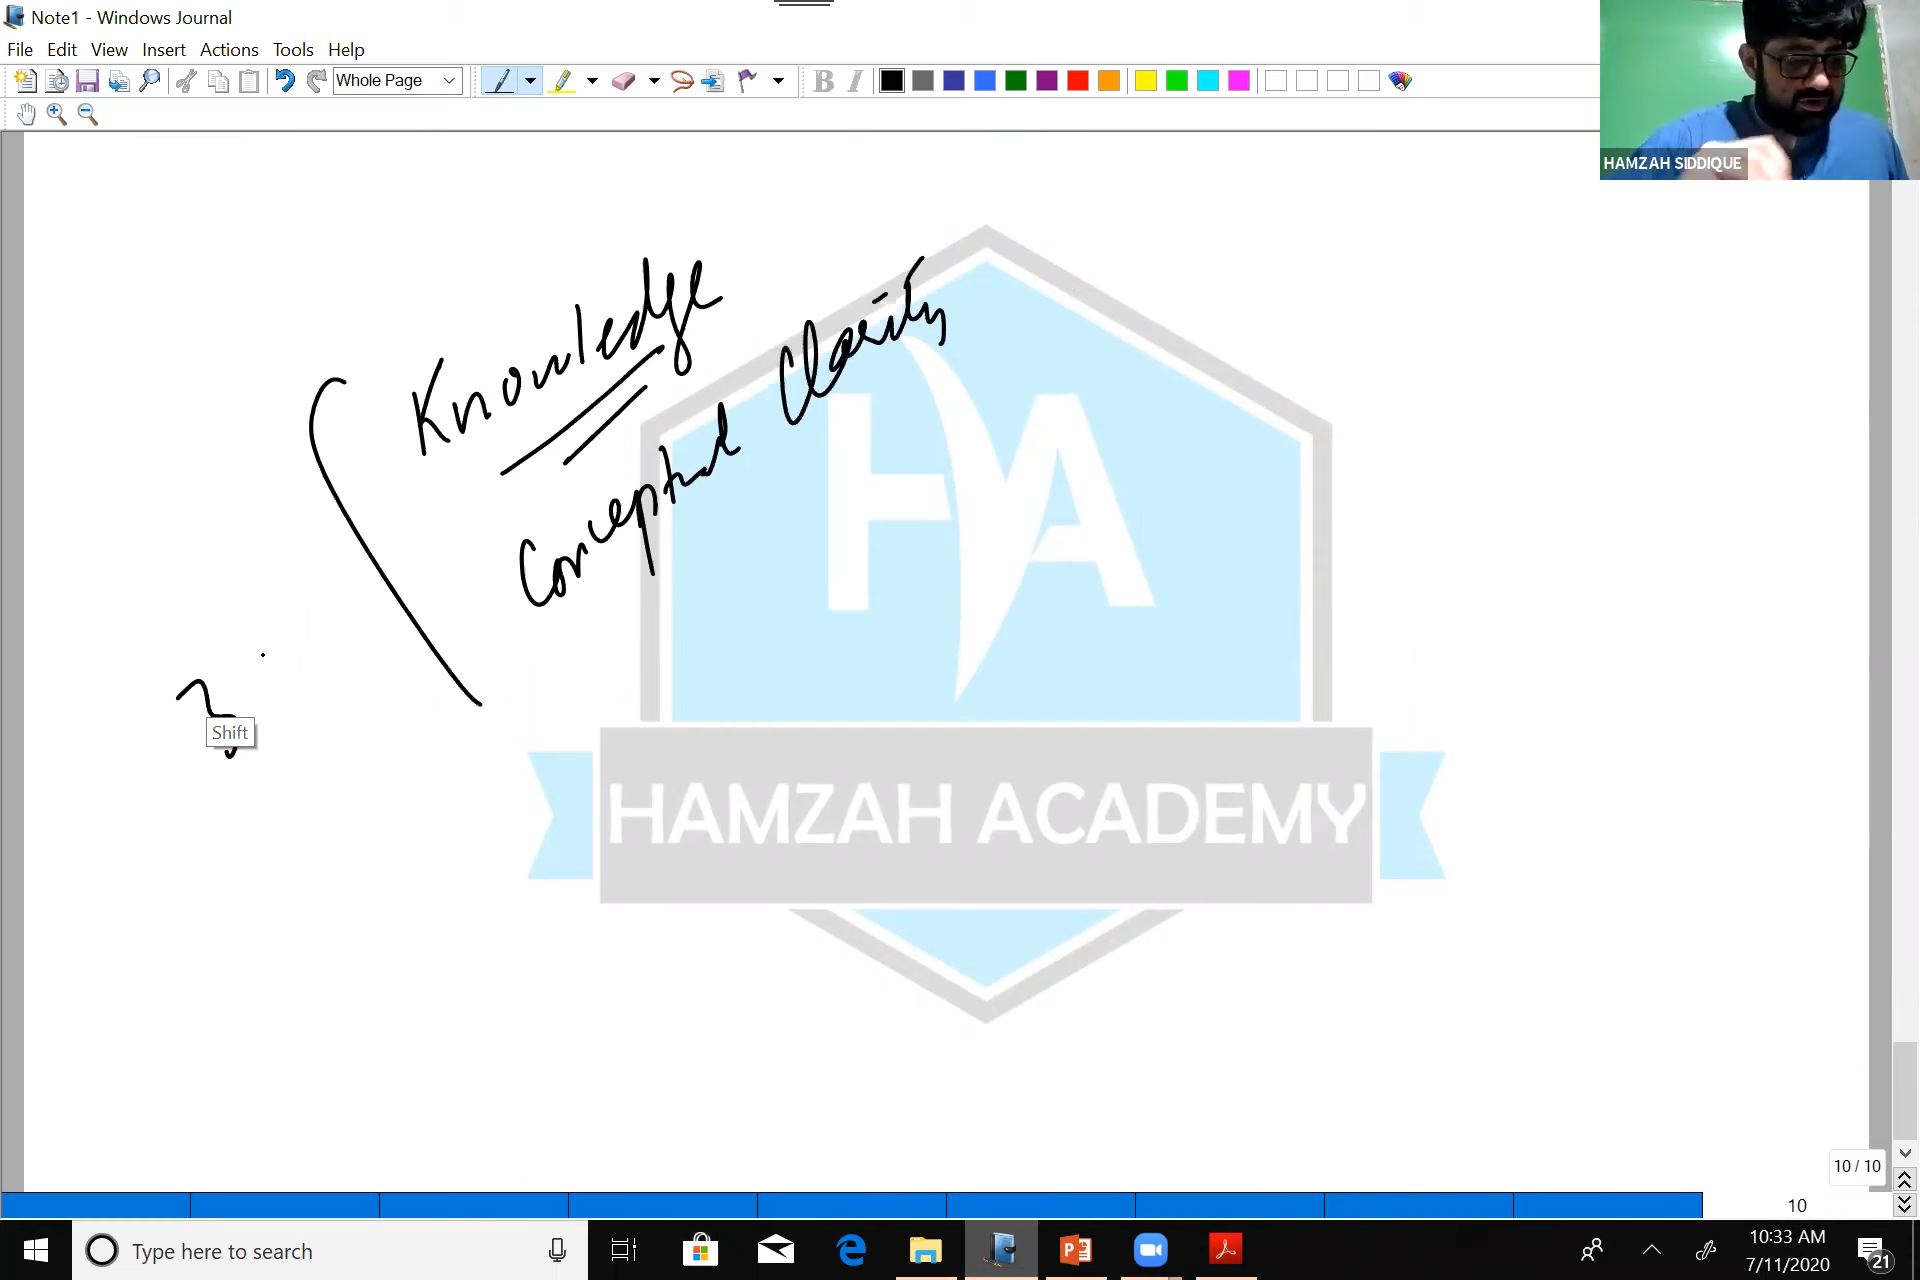 Note1 - Windows Journal
File Edit View Insert Actions Tools Help
Whole Page
B I
HAMZAH SIDDIQUE
Knowledge
Conceptual Clarity
Shift
HA
HAMZAH ACADEMY
10 / 10
10
Type here to search
10:33 AM
7/11/2020
21